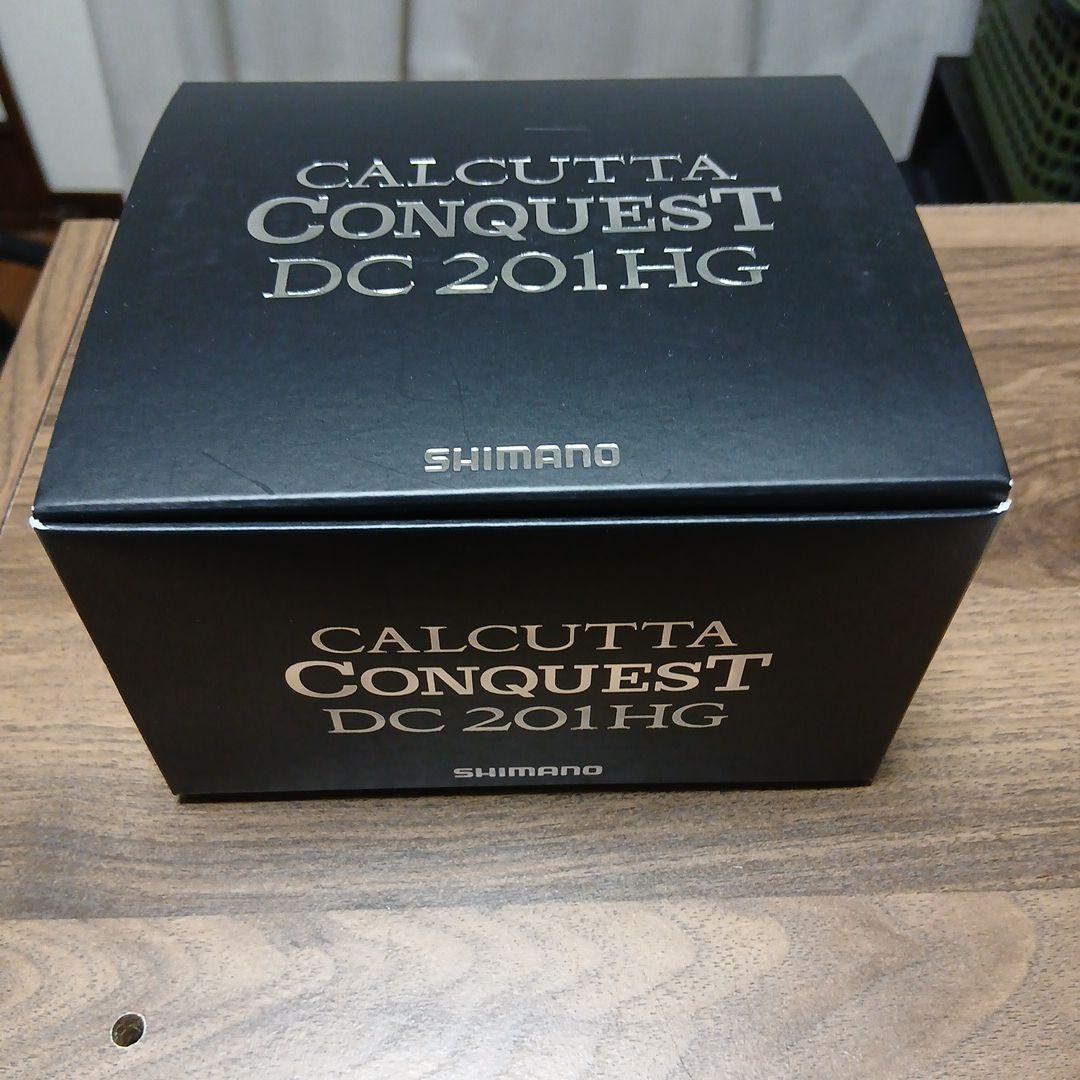 CALCUTTA
CONQUEST
DC 201HG
SHIMANO
CALCUTTA
CONQUEST
DC 201HG
SHIMANO